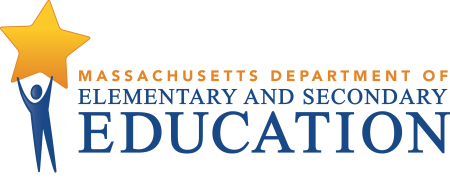 MASSACHUSETTS DEPARTMENT OF
ELEMENTARY AND SECONDARY
EDUCATION